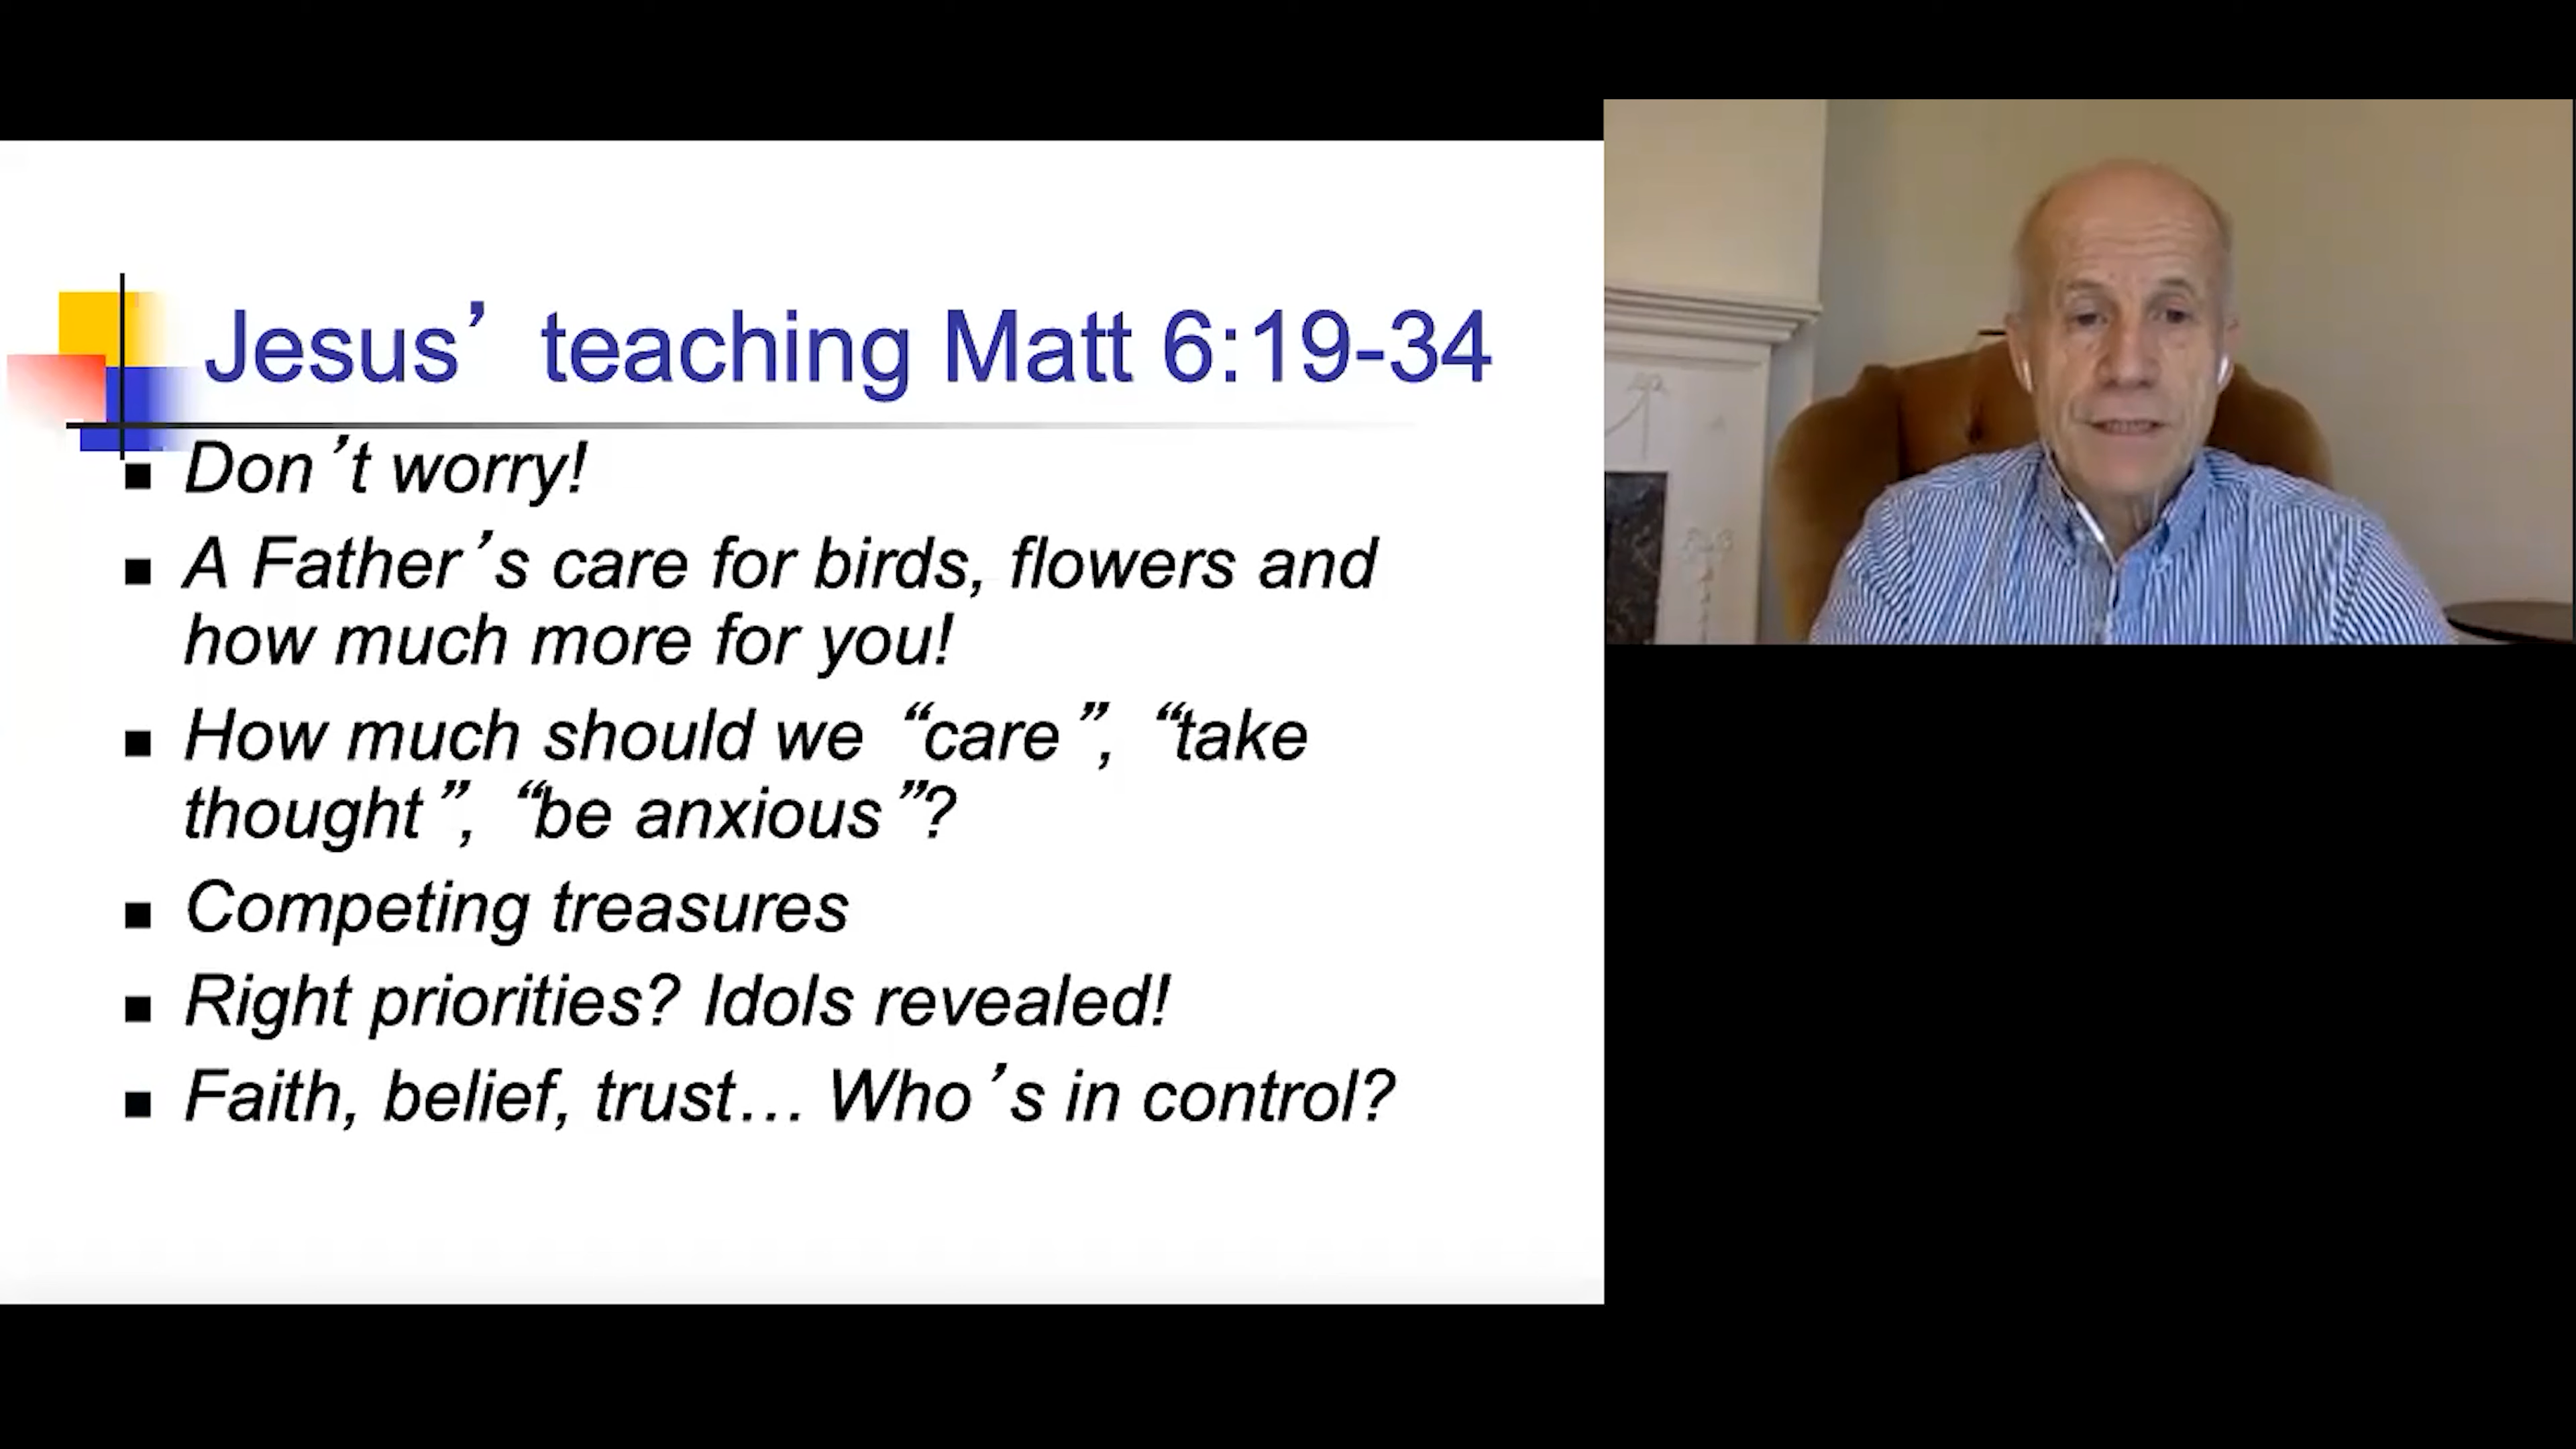 Jesus’ teaching Matt 6:19-34
Don’t worry!
A Father’s care for birds, flowers and
how much more for you!
How much should we “care”, “take
thought”, “be anxious”?
Competing treasures
Right priorities? Idols revealed!
Faith, belief, trust… Who’s in control?